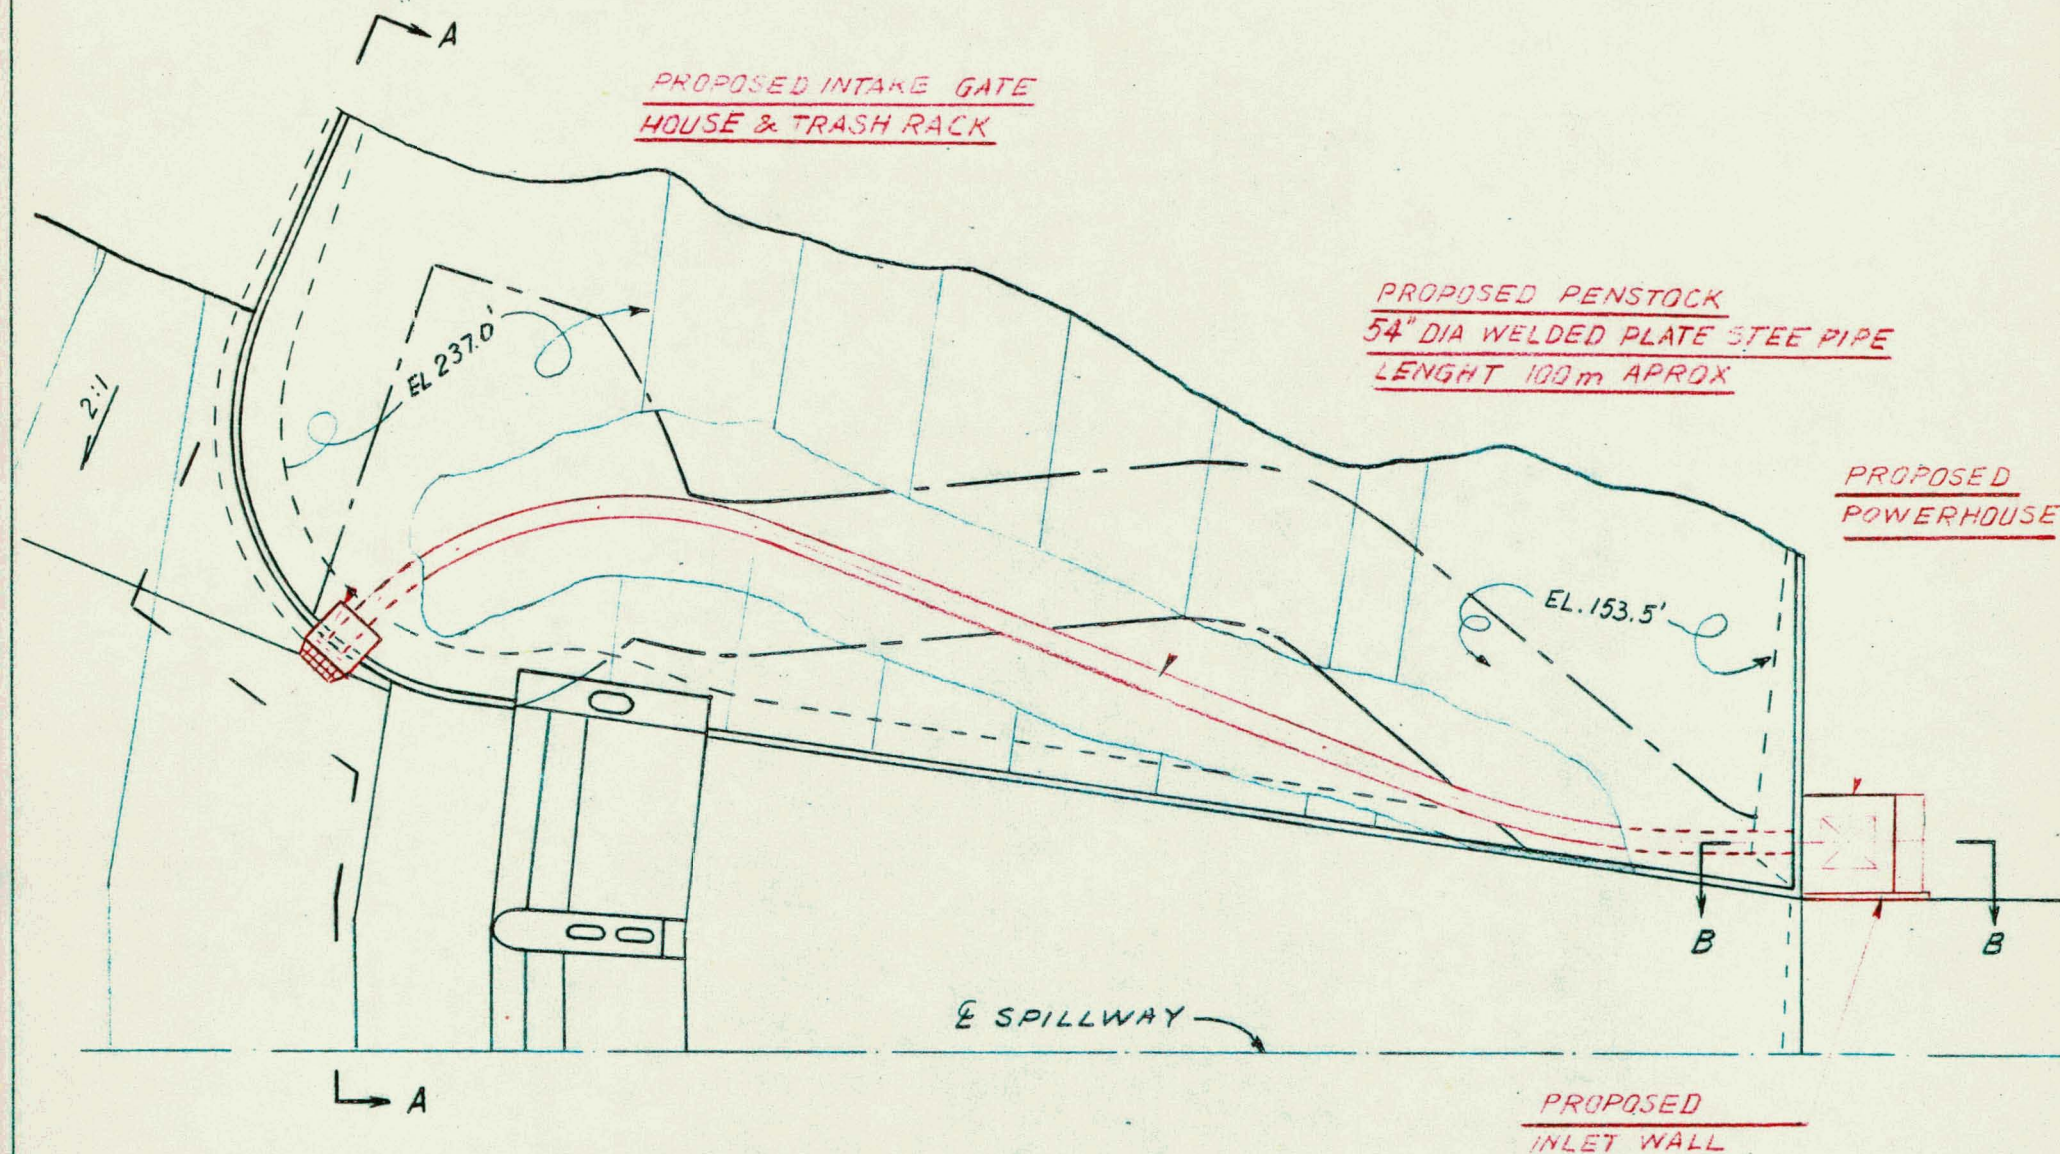 A
PROPOSED INTAKE GATE
HOUSE & TRASH RACK
PROPOSED PENSTOCK
54" DIA WELDED PLATE STEE PIPE
LENGHT 100m APROX
EL 237.0'
2:1
PROPOSED
POWERHOUSE
EL. 153.5'
B
B
℄ SPILLWAY
A
PROPOSED
INLET WALL